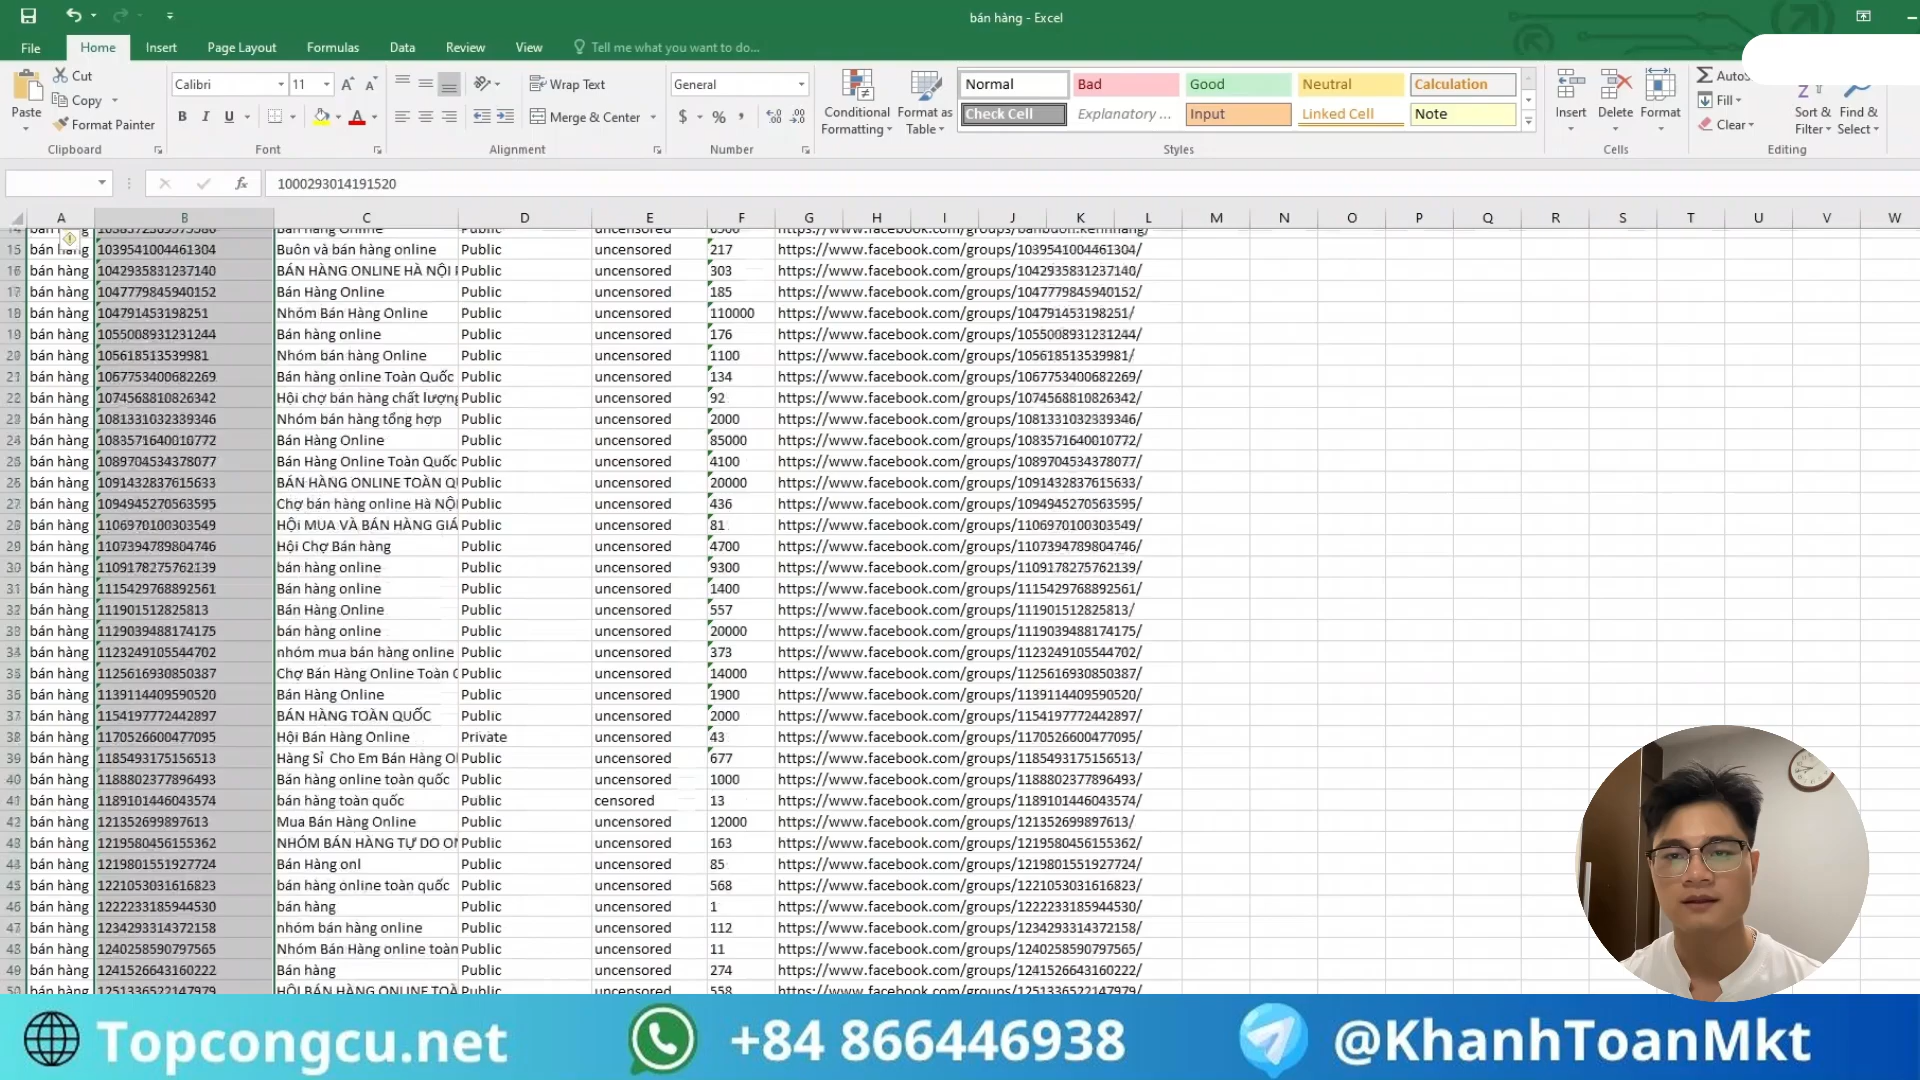 bán hàng - Excel
File Home Insert Page Layout Formulas Data Review View Tell me what you want to do...
Paste Cut Copy Format Painter Clipboard
Calibri 11 A A B I U A Font
Wrap Text Merge & Center Alignment
General $ % , Number
Conditional Formatting Format as Table
Normal Bad Good Neutral Calculation
Check Cell Explanatory ... Input Linked Cell Note
Styles
Insert Delete Format Cells
Fill Clear Sort & Filter Find & Select Editing
fx 1000293014191520
A B C D E F G H I J K L M N O P Q R S T U V W
15 bán hàng 1039541004461304 Buôn và bán hàng online Public uncensored 217 https://www.facebook.com/groups/1039541004461304/
16 bán hàng 1042935831237140 BÁN HÀNG ONLINE HÀ NỘI Public uncensored 303 https://www.facebook.com/groups/1042935831237140/
17 bán hàng 1047779845940152 Bán Hàng Online Public uncensored 185 https://www.facebook.com/groups/1047779845940152/
18 bán hàng 104791453198251 Nhóm Bán Hàng Online Public uncensored 110000 https://www.facebook.com/groups/104791453198251/
19 bán hàng 1055008931231244 Bán hàng online Public uncensored 176 https://www.facebook.com/groups/1055008931231244/
20 bán hàng 105618513539981 Nhóm bán hàng Online Public uncensored 1100 https://www.facebook.com/groups/105618513539981/
21 bán hàng 1067753400682269 Bán hàng online Toàn Quốc Public uncensored 134 https://www.facebook.com/groups/1067753400682269/
22 bán hàng 1074568810826342 Hội chợ bán hàng chất lượng Public uncensored 92 https://www.facebook.com/groups/1074568810826342/
23 bán hàng 1081331032339346 Nhóm bán hàng tổng hợp Public uncensored 2000 https://www.facebook.com/groups/1081331032339346/
24 bán hàng 1083571640010772 Bán Hàng Online Public uncensored 85000 https://www.facebook.com/groups/1083571640010772/
25 bán hàng 1089704534378077 Bán Hàng Online Toàn Quốc Public uncensored 4100 https://www.facebook.com/groups/1089704534378077/
26 bán hàng 1091432837615633 BÁN HÀNG ONLINE TOÀN Public uncensored 20000 https://www.facebook.com/groups/1091432837615633/
27 bán hàng 1094945270563595 Chợ bán hàng online Hà NỘI Public uncensored 436 https://www.facebook.com/groups/1094945270563595/
28 bán hàng 1106970100303549 HỘi MUA VÀ BÁN HÀNG GIÁ Public uncensored 81 https://www.facebook.com/groups/1106970100303549/
29 bán hàng 1107394789804746 Hội Chợ Bán hàng Public uncensored 4700 https://www.facebook.com/groups/1107394789804746/
30 bán hàng 1109178275762139 bán hàng online Public uncensored 9300 https://www.facebook.com/groups/1109178275762139/
31 bán hàng 1115429768892561 Bán hàng online Public uncensored 1400 https://www.facebook.com/groups/1115429768892561/
32 bán hàng 111901512825813 Bán Hàng Online Public uncensored 557 https://www.facebook.com/groups/111901512825813/
33 bán hàng 1119039488174175 bán hàng online Public uncensored 20000 https://www.facebook.com/groups/1119039488174175/
34 bán hàng 1123249105544702 nhóm mua bán hàng online Public uncensored 373 https://www.facebook.com/groups/1123249105544702/
35 bán hàng 1125616930850387 Chợ Bán Hàng Online Toàn Public uncensored 14000 https://www.facebook.com/groups/1125616930850387/
36 bán hàng 1139114409590520 Bán Hàng Online Public uncensored 1900 https://www.facebook.com/groups/1139114409590520/
37 bán hàng 1154197772442897 BÁN HÀNG TOÀN QUỐC Public uncensored 2000 https://www.facebook.com/groups/1154197772442897/
38 bán hàng 1170526600477095 Hội Bán Hàng Online Private uncensored 43 https://www.facebook.com/groups/1170526600477095/
39 bán hàng 1185493175156513 Hàng Sỉ Cho Em Bán Hàng Public uncensored 677 https://www.facebook.com/groups/1185493175156513/
40 bán hàng 1188802377896493 Bán hàng online toàn quốc Public uncensored 1000 https://www.facebook.com/groups/1188802377896493/
41 bán hàng 1189101446043574 bán hàng toàn quốc Public censored 13 https://www.facebook.com/groups/1189101446043574/
42 bán hàng 121352699897613 Mua Bán Hàng Online Public uncensored 12000 https://www.facebook.com/groups/121352699897613/
43 bán hàng 1219580456155362 NHÓM BÁN HÀNG TỰ DO Public uncensored 163 https://www.facebook.com/groups/1219580456155362/
44 bán hàng 1219801551927724 Bán Hàng onl Public uncensored 85 https://www.facebook.com/groups/1219801551927724/
45 bán hàng 1221053031616823 bán hàng online toàn quốc Public uncensored 568 https://www.facebook.com/groups/1221053031616823/
46 bán hàng 1222233185944530 bán hàng Public uncensored 1 https://www.facebook.com/groups/1222233185944530/
47 bán hàng 1234293314372158 nhóm bán hàng online Public uncensored 112 https://www.facebook.com/groups/1234293314372158/
48 bán hàng 1240258590797565 Nhóm Bán Hàng online toàn Public uncensored 11 https://www.facebook.com/groups/1240258590797565/
49 bán hàng 1241526643160222 Bán hàng Public uncensored 274 https://www.facebook.com/groups/1241526643160222/
50 bán hàng 1251336522147979 HỘI BÁN HÀNG ONLINE Public uncensored 558 https://www.facebook.com/groups/1251336522147979/
Topcongcu.net +84 866446938 @KhanhToanMkt